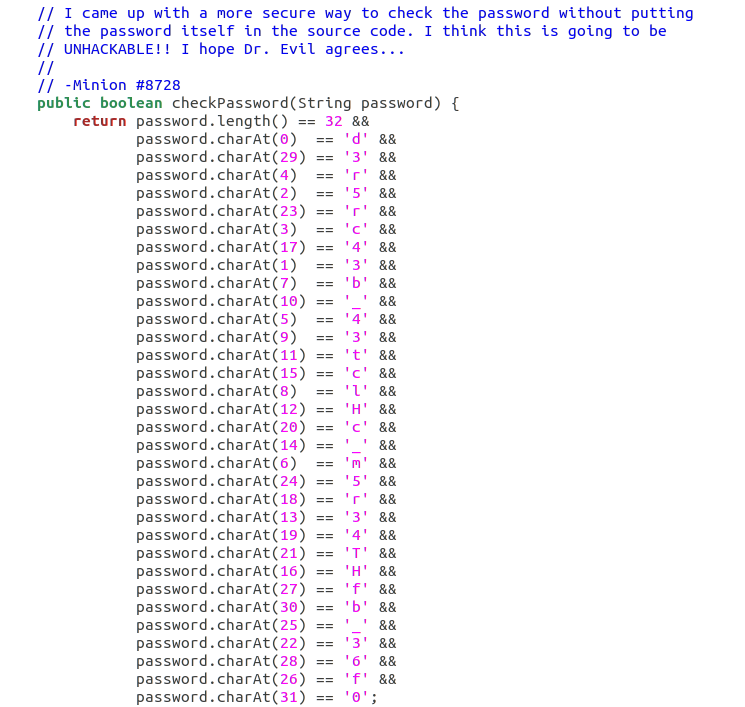 // I came up with a more secure way to check the password without putting
// the password itself in the source code. I think this is going to be
// UNHACKABLE!! I hope Dr. Evil agrees...
//
// -Minion #8728
public boolean checkPassword(String password) {
    return password.length() == 32 &&
           password.charAt(0)  == 'd' &&
           password.charAt(29) == '3' &&
           password.charAt(4)  == 'r' &&
           password.charAt(2)  == '5' &&
           password.charAt(23) == 'r' &&
           password.charAt(3)  == 'c' &&
           password.charAt(17) == '4' &&
           password.charAt(1)  == '3' &&
           password.charAt(7)  == 'b' &&
           password.charAt(10) == '_' &&
           password.charAt(5)  == '4' &&
           password.charAt(9)  == '3' &&
           password.charAt(11) == 't' &&
           password.charAt(15) == 'c' &&
           password.charAt(8)  == 'l' &&
           password.charAt(12) == 'H' &&
           password.charAt(20) == 'c' &&
           password.charAt(14) == '_' &&
           password.charAt(6)  == 'm' &&
           password.charAt(24) == '5' &&
           password.charAt(18) == 'r' &&
           password.charAt(13) == '3' &&
           password.charAt(19) == '4' &&
           password.charAt(21) == 'T' &&
           password.charAt(16) == 'H' &&
           password.charAt(27) == 'f' &&
           password.charAt(30) == 'b' &&
           password.charAt(25) == '_' &&
           password.charAt(22) == '3' &&
           password.charAt(28) == '6' &&
           password.charAt(26) == 'f' &&
           password.charAt(31) == '0';